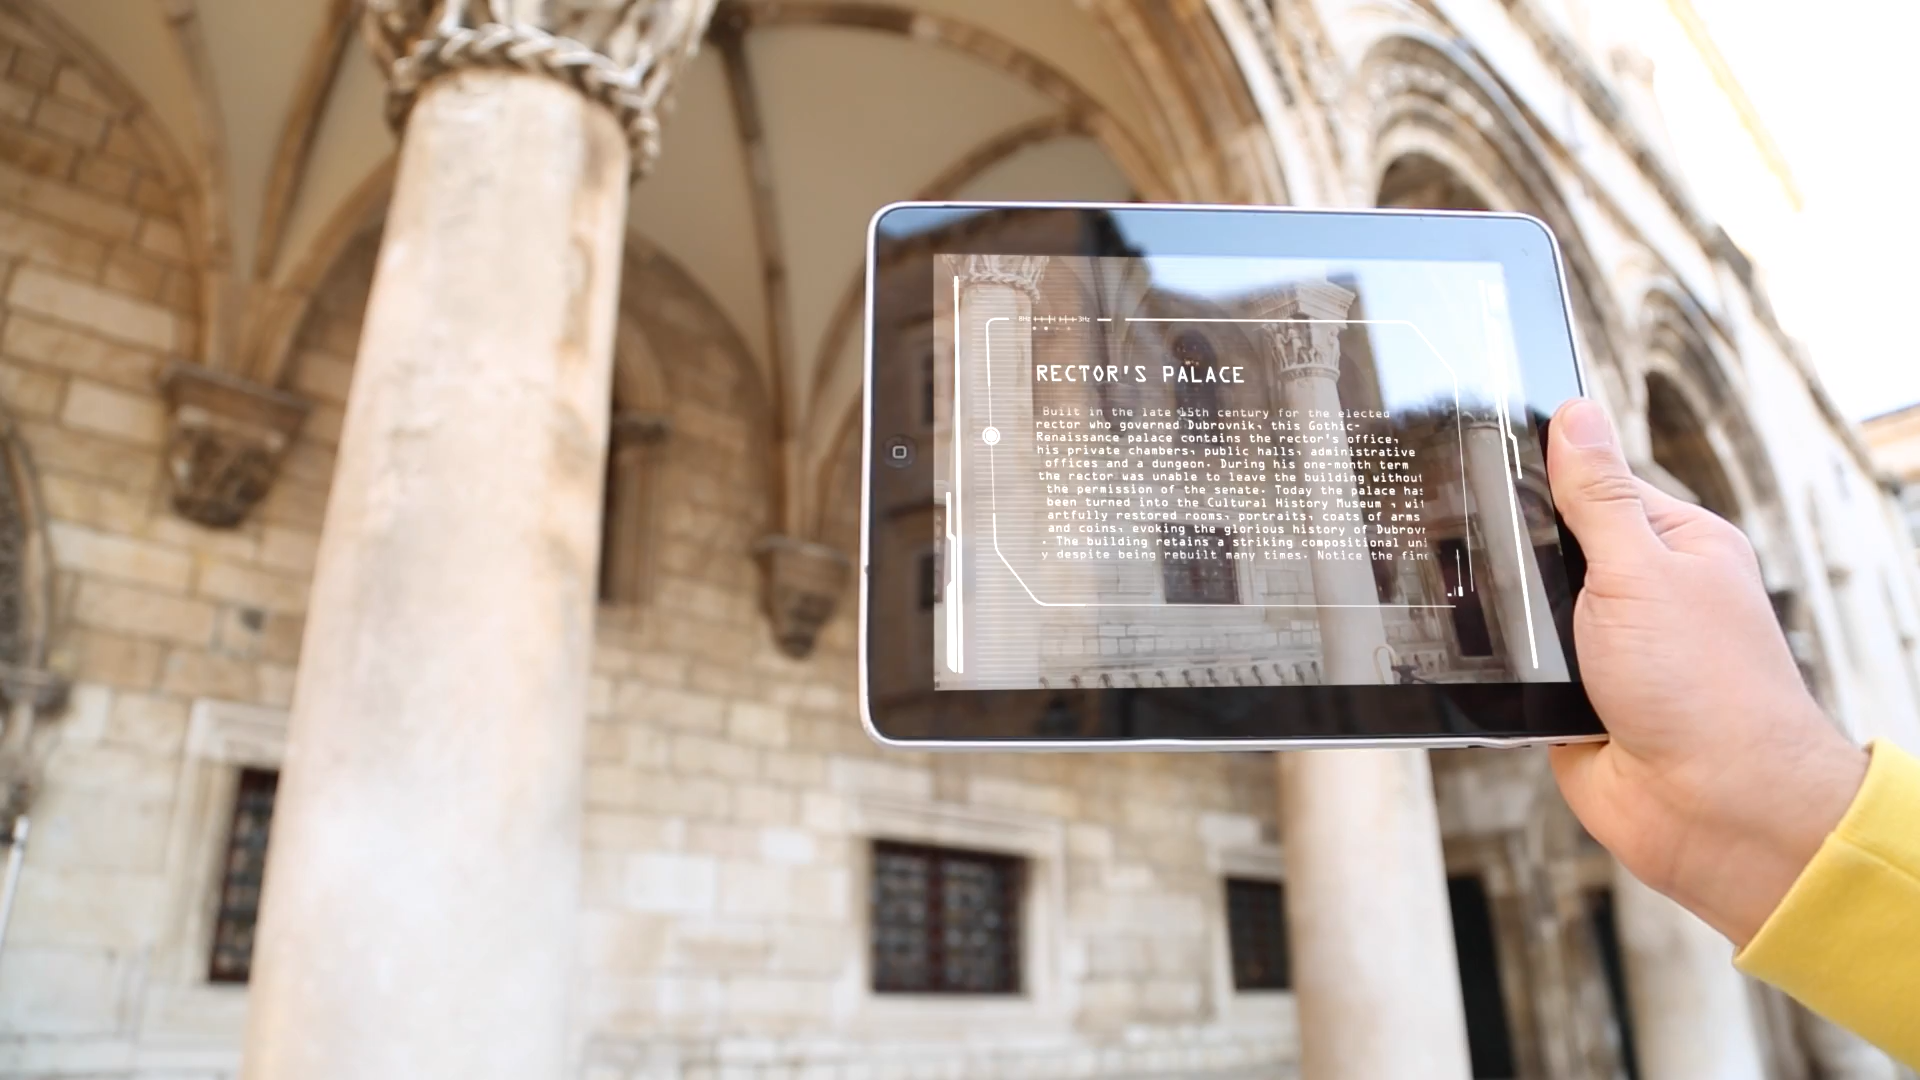 RECTOR'S PALACE
Built in the late 15th century for the elected
rector who governed Dubrovnik, this Gothic-
Renaissance palace contains the rector's office,
his private chambers, public halls, administrative
offices and a dungeon. During his one-month term
the rector was unable to leave the building without
the permission of the senate. Today the palace has
been turned into the Cultural History Museum , wit
artfully restored rooms, portraits, coats of arms
and coins, evoking the glorious history of Dubrovn
. The building retains a striking compositional uni
y despite being rebuilt many times. Notice the fine